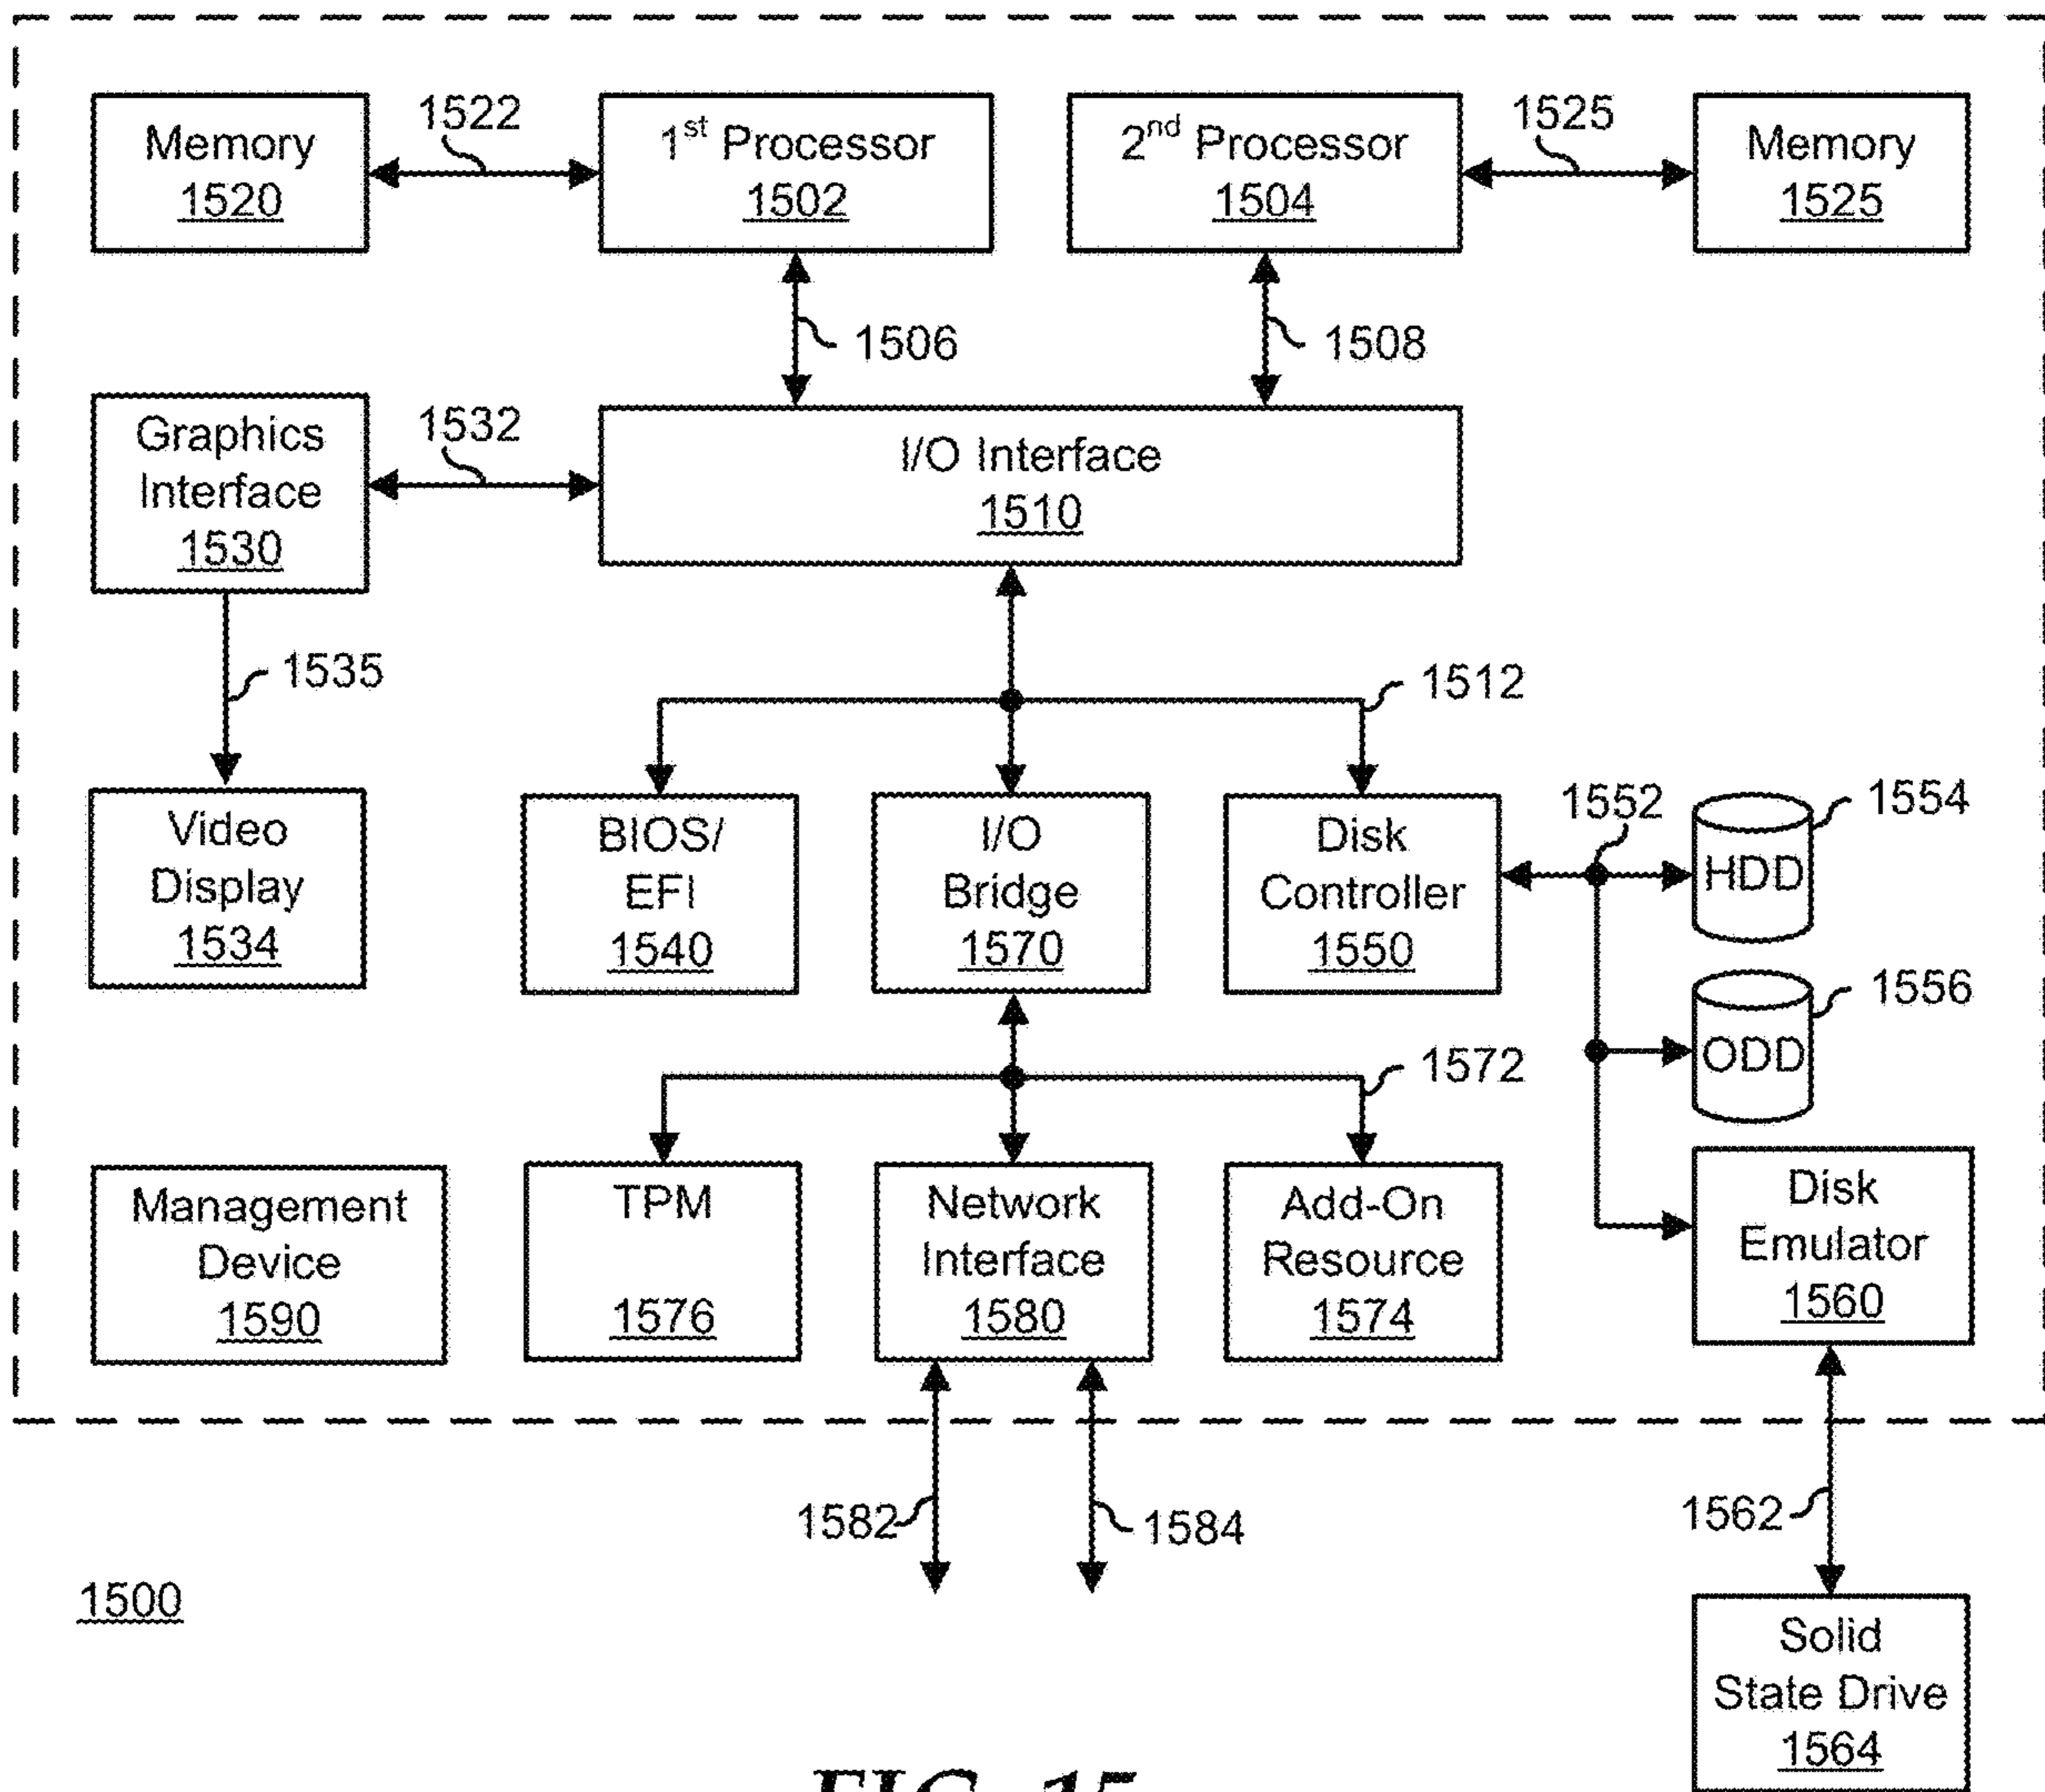 1522
1525
Memory
1520
1st Processor
1502
2nd Processor
1504
Memory
1525
1506
1508
Graphics
Interface
1530
1532
I/O Interface
1510
1535
1512
Video
Display
1534
BIOS/
EFI
1540
I/O
Bridge
1570
Disk
Controller
1550
1552
HDD
1554
ODD
1556
1572
Management
Device
1590
TPM
1576
Network
Interface
1580
Add-On
Resource
1574
Disk
Emulator
1560
1582
1584
1562
1500
Solid
State Drive
1564
FIG. 15